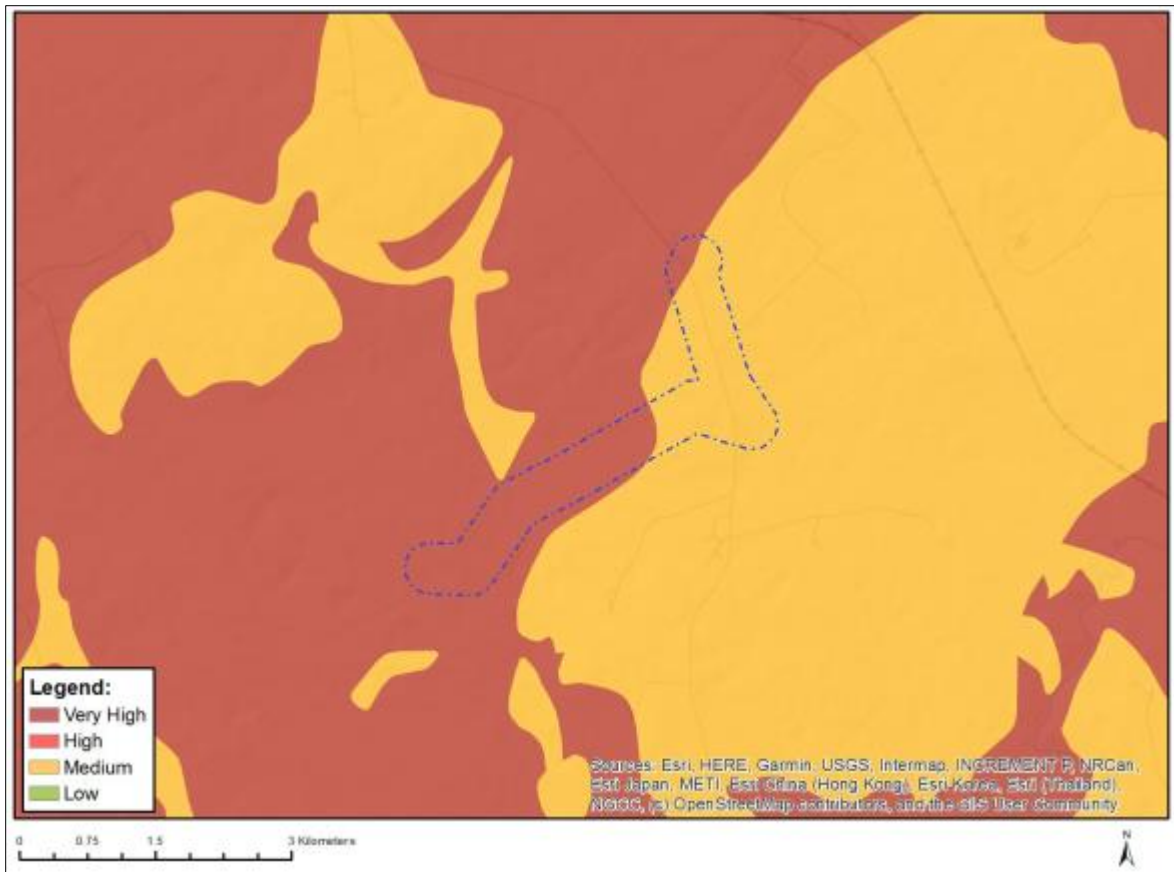 Legend:
Very High
High
Medium
Low
Sources: Esri, HERE, Garmin, USGS, Intermap, INCREMENT P, NRCan,
Esri Japan, METI, Esri China (Hong Kong), Esri Korea, Esri (Thailand),
NGCC, (c) OpenStreetMap contributors, and the GIS User Community
0 0.75 1.5 3 Kilometers
N